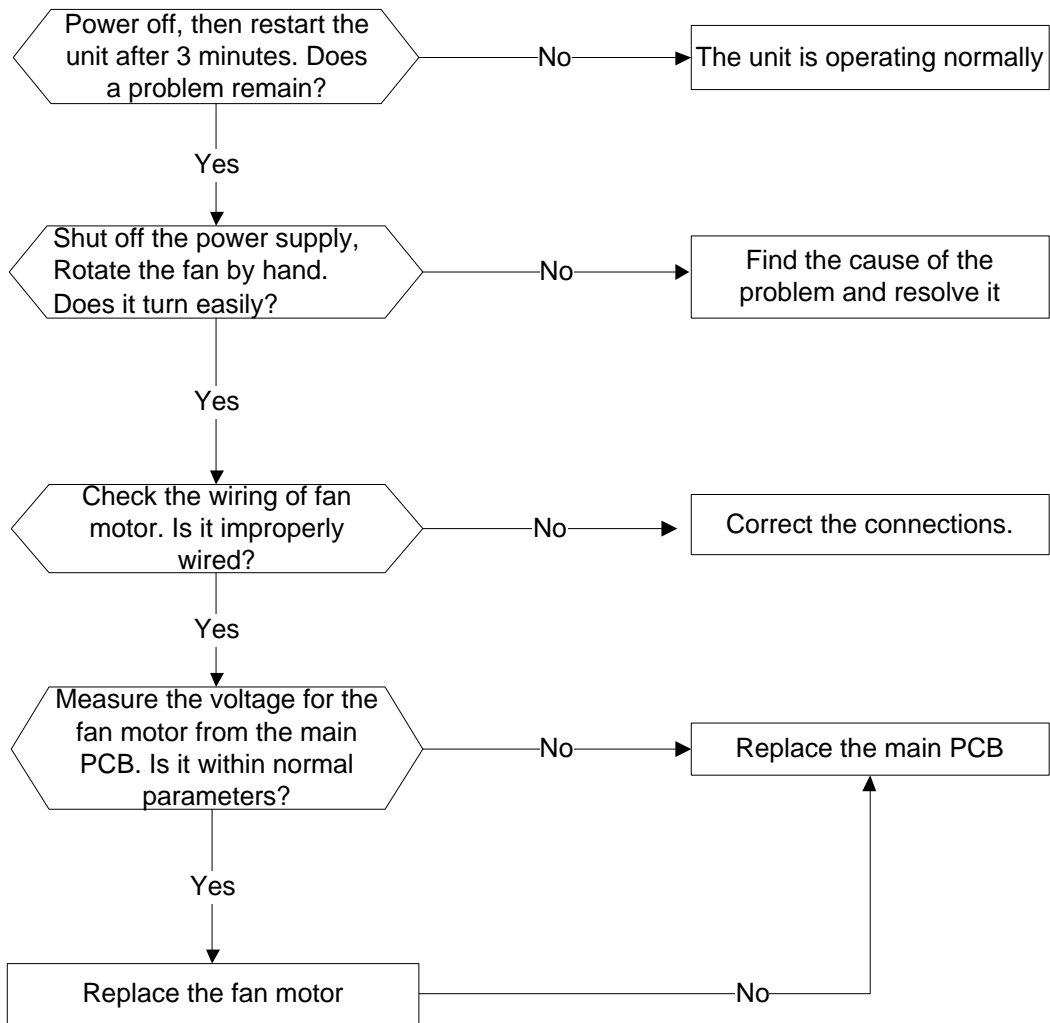 Power off, then restart the
unit after 3 minutes. Does
a problem remain?
No
The unit is operating normally
Yes
Shut off the power supply,
Rotate the fan by hand.
Does it turn easily?
No
Find the cause of the
problem and resolve it
Yes
Check the wiring of fan
motor. Is it improperly
wired?
No
Correct the connections.
Yes
Measure the voltage for the
fan motor from the main
PCB. Is it within normal
parameters?
No
Replace the main PCB
Yes
Replace the fan motor
No